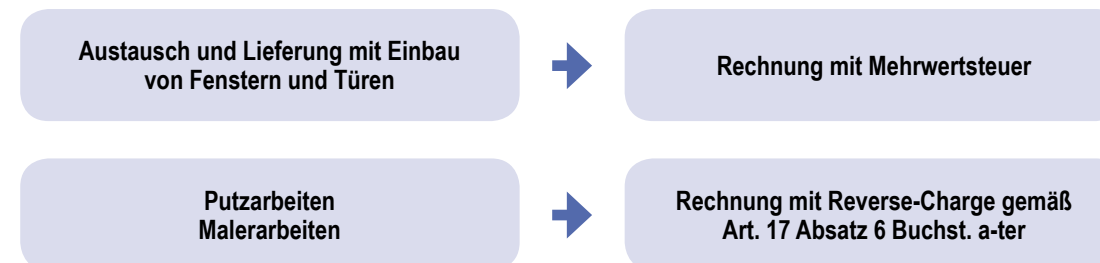 Austausch und Lieferung mit Einbau
von Fenstern und Türen
Rechnung mit Mehrwertsteuer
Putzarbeiten
Malerarbeiten
Rechnung mit Reverse-Charge gemäß
Art. 17 Absatz 6 Buchst. a-ter